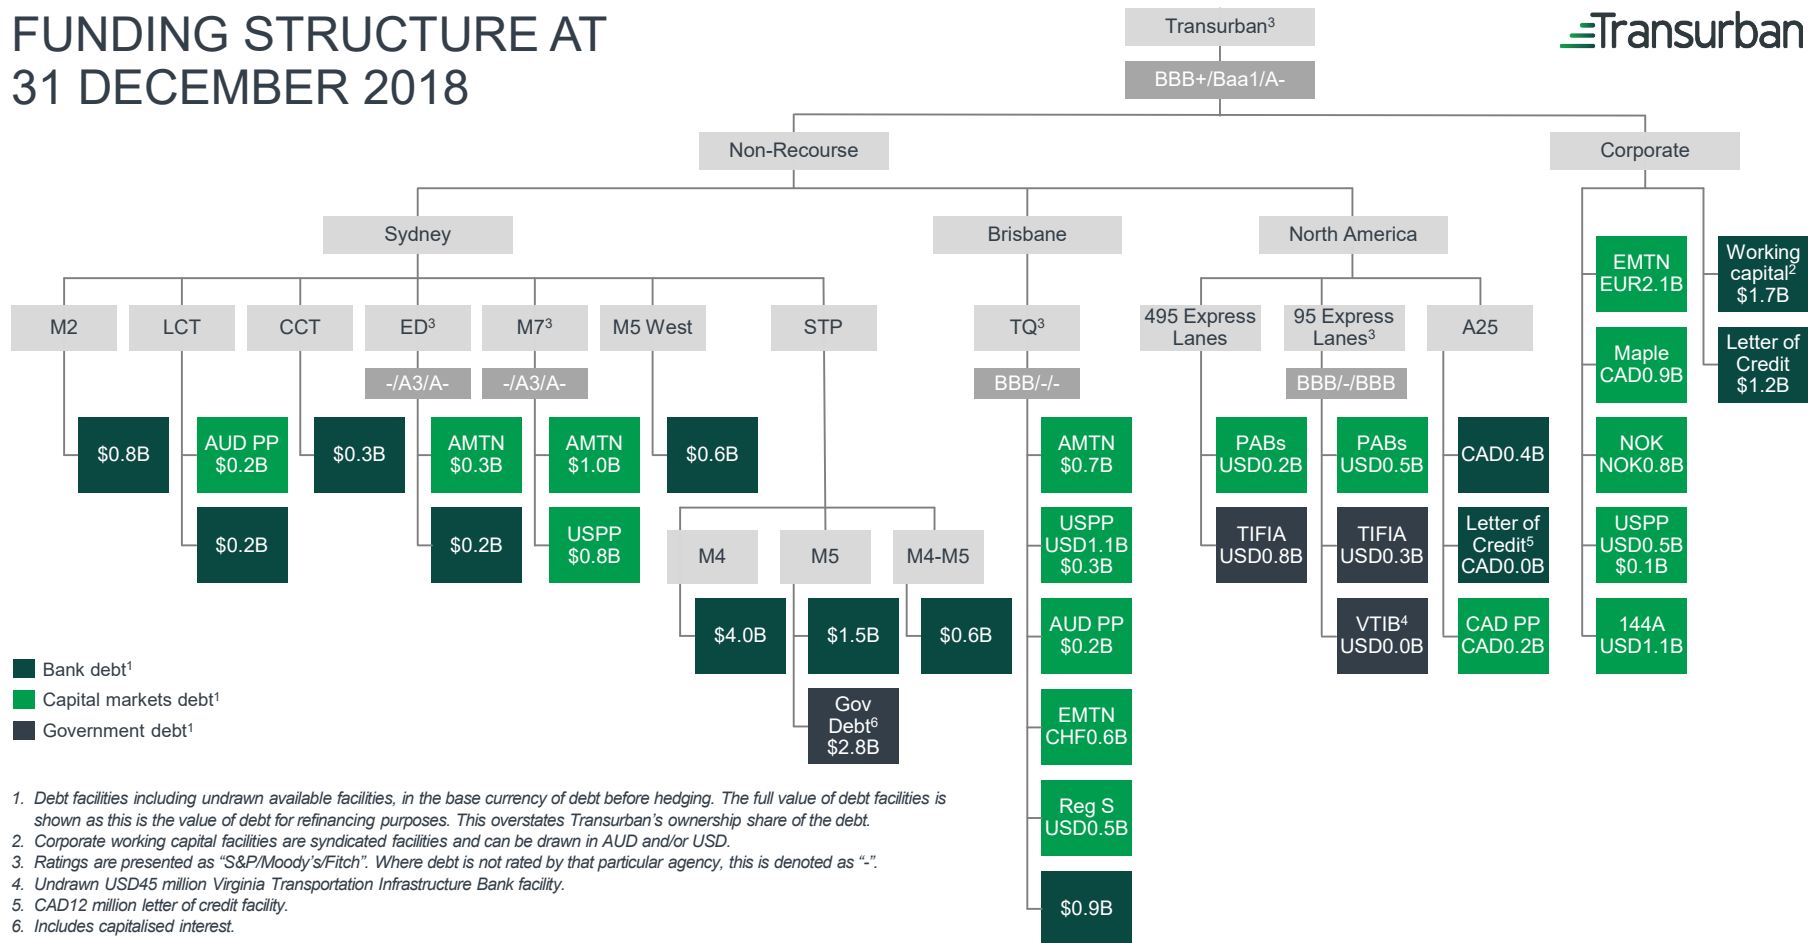 FUNDING STRUCTURE AT
31 DECEMBER 2018
Transurban³
Transurban
BBB+/Baa1/A-
Non-Recourse
Corporate
Sydney
Brisbane
North America
EMTN
EUR2.1B
Working
capital²
$1.7B
M2
LCT
CCT
ED³
M7³
M5 West
STP
TQ³
495 Express
Lanes
95 Express
Lanes³
A25
Maple
CAD0.9B
Letter of
Credit
$1.2B
-/A3/A-
-/A3/A-
BBB/-/-
BBB/-/BBB
$0.8B
AUD PP
$0.2B
$0.3B
AMTN
$0.3B
AMTN
$1.0B
$0.6B
AMTN
$0.7B
PABs
USD0.2B
PABs
USD0.5B
CAD0.4B
NOK
NOK0.8B
$0.2B
$0.2B
USPP
$0.8B
M4
M5
M4-M5
USPP
USD1.1B
$0.3B
TIFIA
USD0.8B
TIFIA
USD0.3B
Letter of
Credit⁵
CAD0.0B
USPP
USD0.5B
$0.1B
$4.0B
$1.5B
$0.6B
AUD PP
$0.2B
VTIB⁴
USD0.0B
CAD PP
CAD0.2B
144A
USD1.1B
Bank debt¹
Capital markets debt¹
Government debt¹
Gov
Debt⁶
$2.8B
EMTN
CHF0.6B
Reg S
USD0.5B
$0.9B
1. Debt facilities including undrawn available facilities, in the base currency of debt before hedging. The full value of debt facilities is
shown as this is the value of debt for refinancing purposes. This overstates Transurban's ownership share of the debt.
2. Corporate working capital facilities are syndicated facilities and can be drawn in AUD and/or USD.
3. Ratings are presented as “S&P/Moody's/Fitch”. Where debt is not rated by that particular agency, this is denoted as “-”.
4. Undrawn USD45 million Virginia Transportation Infrastructure Bank facility.
5. CAD12 million letter of credit facility.
6. Includes capitalised interest.